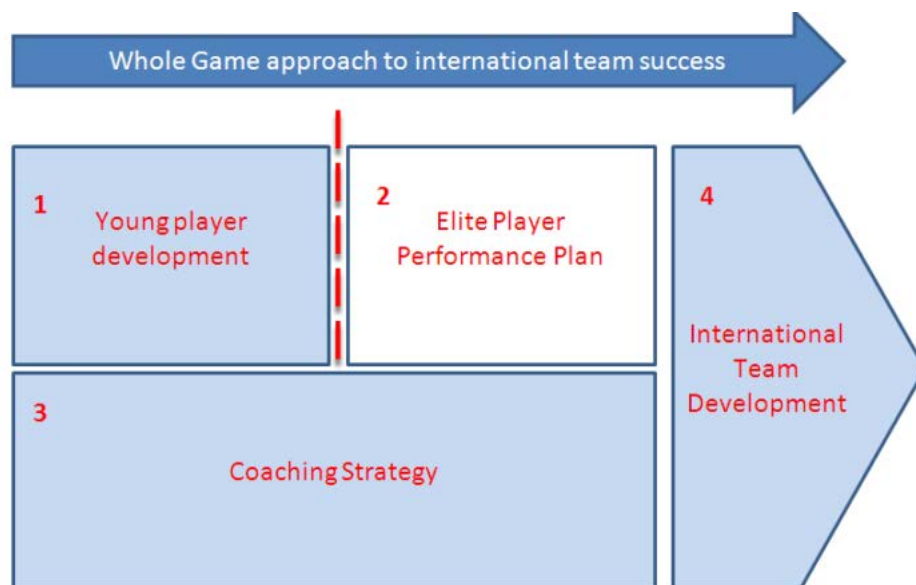 Whole Game approach to international team success
1
Young player
development
2
Elite Player
Performance Plan
3
Coaching Strategy
4
International
Team
Development